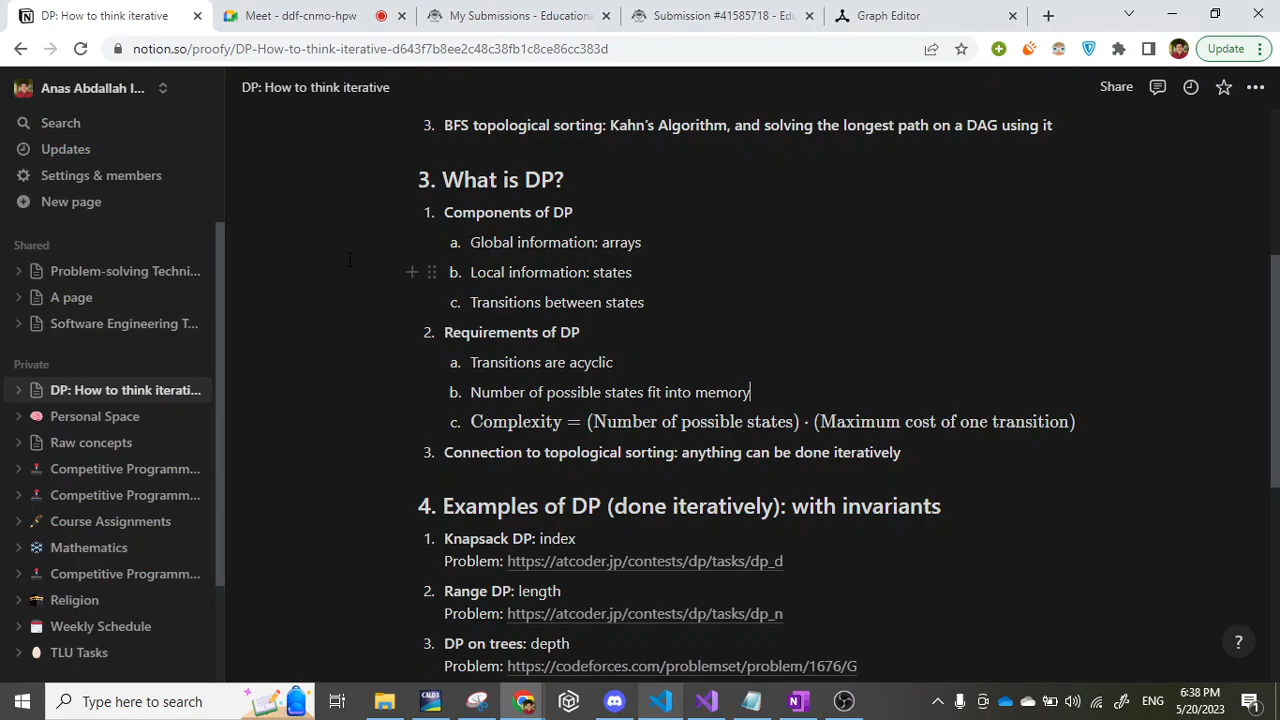 DP: How to think iterative
Meet - ddf-cnmo-hpw
My Submissions - Educationa
Submission #41585718 - Edu
Graph Editor
notion.so/proofy/DP-How-to-think-iterative-d643f7b8ee2c48c38fb1c8ce86cc383d
Update
Anas Abdallah I...
DP: How to think iterative
Share
Search
Updates
Settings & members
New page
Shared
Problem-solving Techni...
A page
Software Engineering T...
Private
DP: How to think iterati...
Personal Space
Raw concepts
Competitive Programm...
Competitive Programm...
Course Assignments
Mathematics
Competitive Programm...
Religion
Weekly Schedule
TLU Tasks
3. BFS topological sorting: Kahn's Algorithm, and solving the longest path on a DAG using it
3. What is DP?
1. Components of DP
a. Global information: arrays
b. Local information: states
c. Transitions between states
2. Requirements of DP
a. Transitions are acyclic
b. Number of possible states fit into memory
c. Complexity = (Number of possible states) · (Maximum cost of one transition)
3. Connection to topological sorting: anything can be done iteratively
4. Examples of DP (done iteratively): with invariants
1. Knapsack DP: index
Problem: https://atcoder.jp/contests/dp/tasks/dp_d
2. Range DP: length
Problem: https://atcoder.jp/contests/dp/tasks/dp_n
3. DP on trees: depth
Problem: https://codeforces.com/problemset/problem/1676/G
?
Type here to search
ENG
6:38 PM
5/20/2023